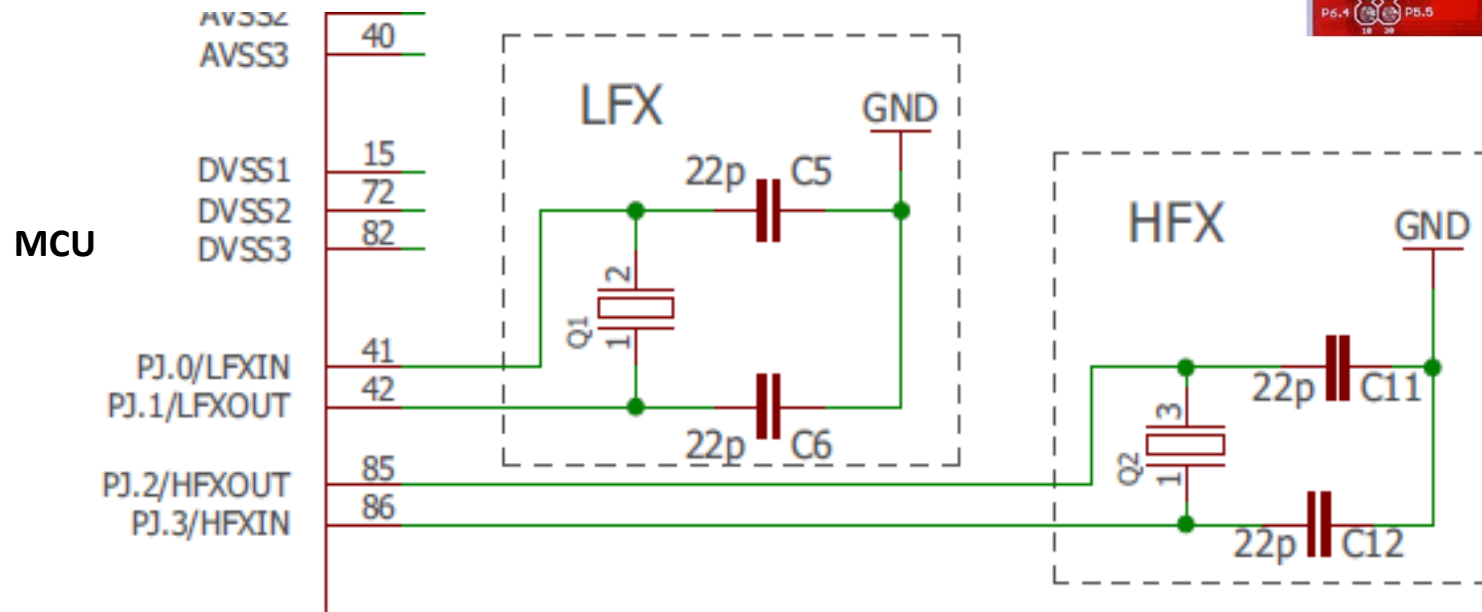 AVSS2
40
AVSS3
P6.4 P5.5
10 30
LFX
GND
22p C5
15
DVSS1
72
DVSS2
82
DVSS3
MCU
HFX
GND
2
Q1
1
41
PJ.0/LFXIN
42
PJ.1/LFXOUT
22p C6
22p C11
3
Q2
1
85
PJ.2/HFXOUT
86
PJ.3/HFXIN
22p C12